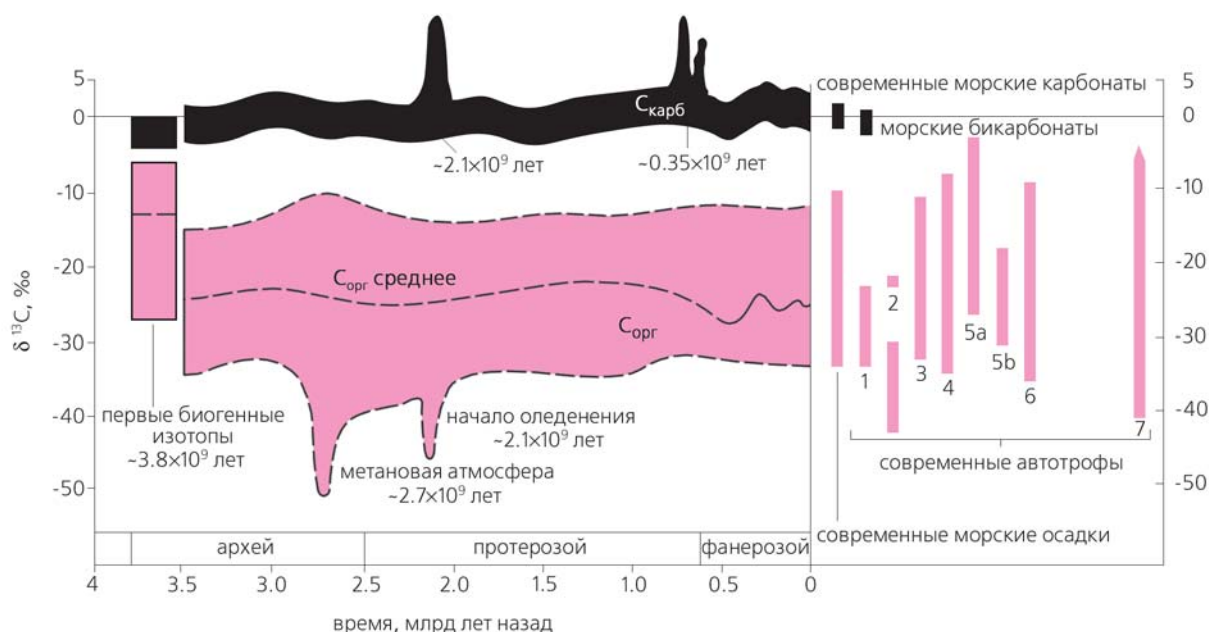 5
0
-10
-20
-30
-40
-50
δ ¹³C, ‰
Cкарб
~2.1×10⁹ лет
~0.35×10⁹ лет
Cорг среднее
Cорг
первые биогенные
изотопы
~3.8×10⁹ лет
начало оледенения
~2.1×10⁹ лет
метановая атмосфера
~2.7×10⁹ лет
архей
протерозой
фанерозой
4
3.5
3.0
2.5
2.0
1.5
1.0
0.5
0
время, млрд лет назад
современные морские карбонаты
морские бикарбонаты
1
2
3
4
5a
5b
6
7
современные автотрофы
современные морские осадки
5
0
-10
-20
-30
-40
-50